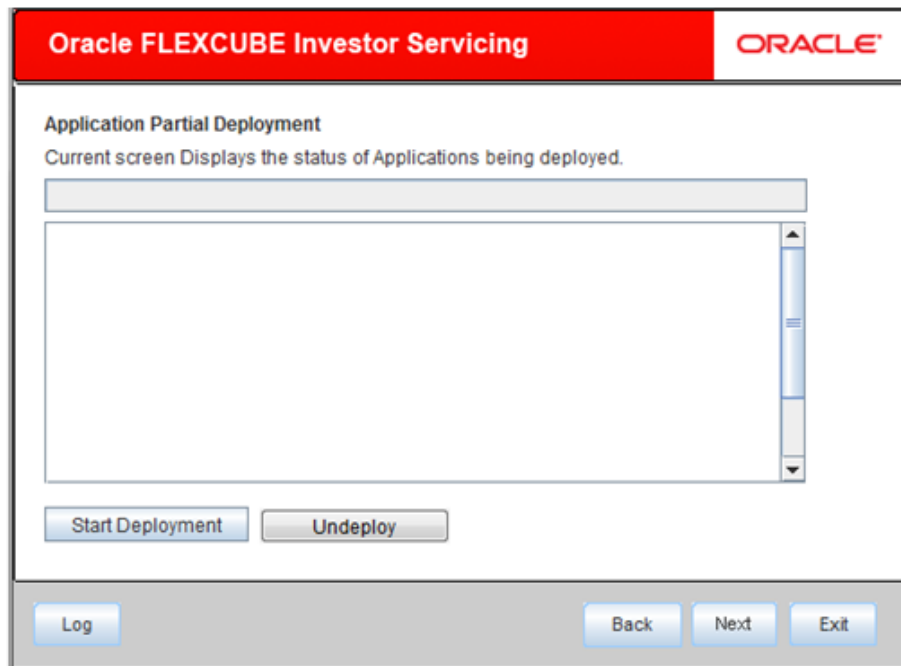 Oracle FLEXCUBE Investor Servicing
ORACLE
Application Partial Deployment
Current screen Displays the status of Applications being deployed.
Start Deployment
Undeploy
Log
Back
Next
Exit